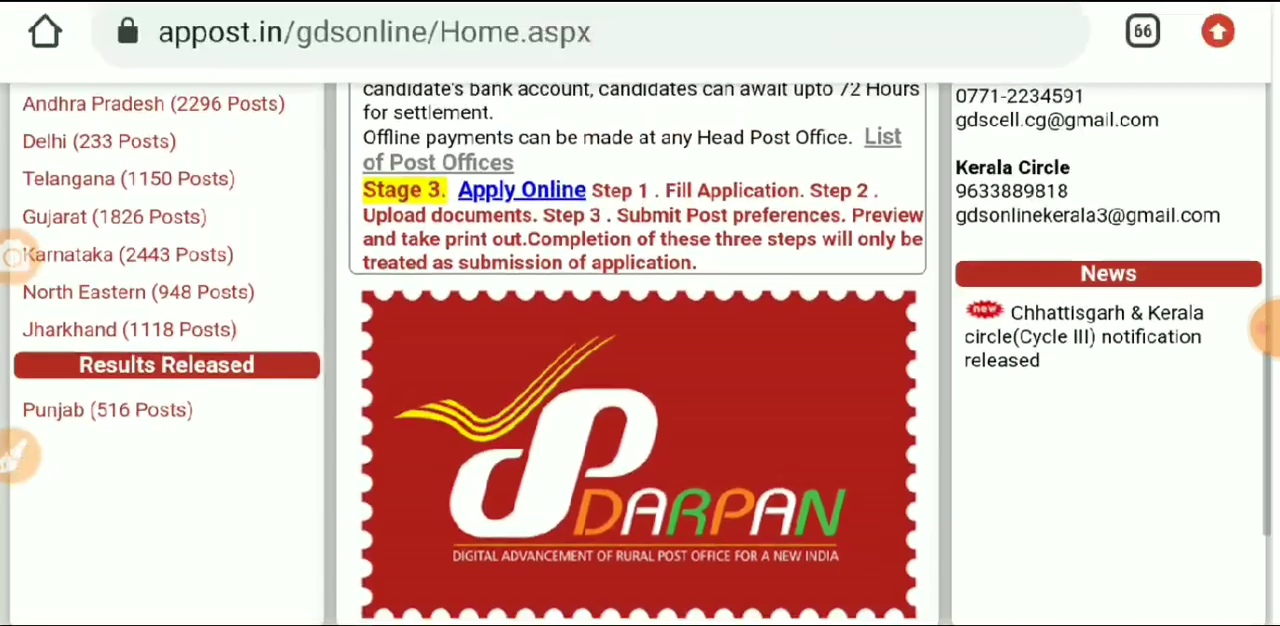 appost.in/gdsonline/Home.aspx
66
Andhra Pradesh (2296 Posts)
Delhi (233 Posts)
Telangana (1150 Posts)
Gujarat (1826 Posts)
Karnataka (2443 Posts)
North Eastern (948 Posts)
Jharkhand (1118 Posts)
Results Released
Punjab (516 Posts)
candidate's bank account, candidates can await upto 72 Hours
for settlement.
Offline payments can be made at any Head Post Office. List
of Post Offices
Stage 3. Apply Online Step 1 . Fill Application. Step 2 .
Upload documents. Step 3 . Submit Post preferences. Preview
and take print out.Completion of these three steps will only be
treated as submission of application.
DARPAN
DIGITAL ADVANCEMENT OF RURAL POST OFFICE FOR A NEW INDIA
0771-2234591
gdscell.cg@gmail.com
Kerala Circle
9633889818
gdsonlinekerala3@gmail.com
News
new Chhattisgarh & Kerala
circle(Cycle III) notification
released